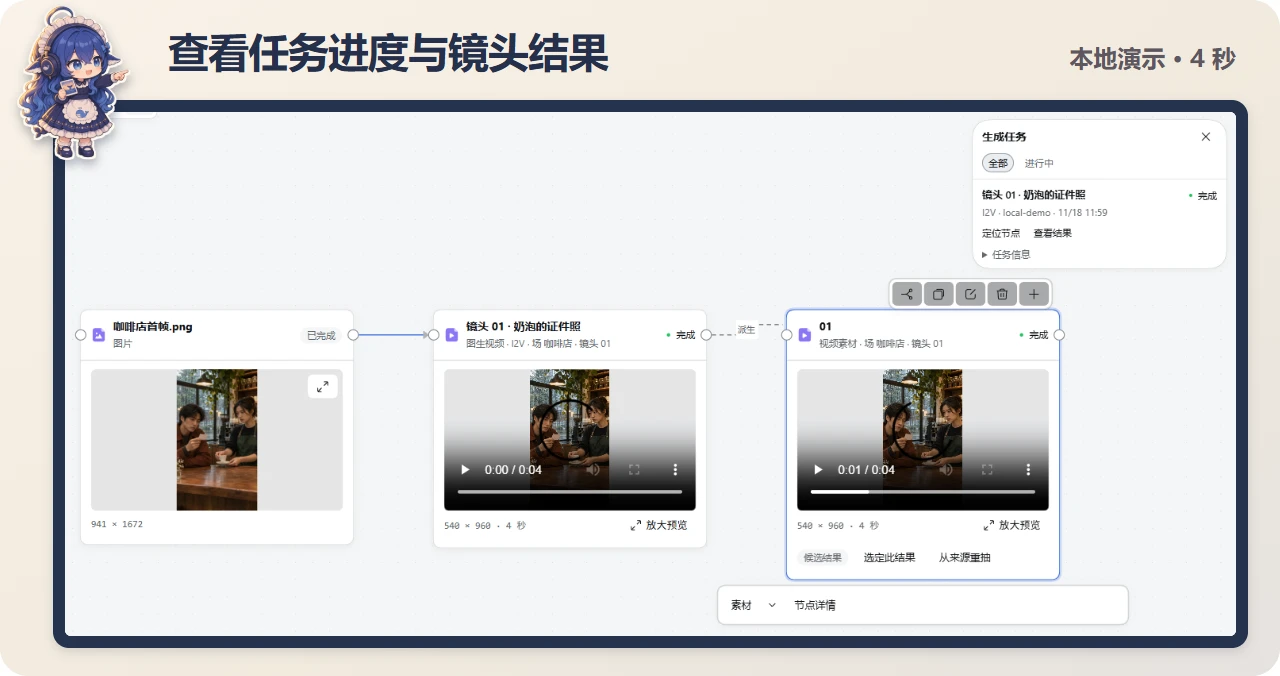 查看任务进度与镜头结果
本地演示 • 4 秒
生成任务
全部 进行中
镜头 01 · 奶泡的证件照 完成
I2V · local-demo · 11/18 11:59
定位节点 查看结果
任务信息
咖啡店首帧.png
图片
已完成
941 × 1672
镜头 01 · 奶泡的证件照
图生视频 · I2V · 场 咖啡店 · 镜头 01
完成
0:00 / 0:04
540 × 960 · 4 秒
放大预览
派生
01
视频素材 · 场 咖啡店 · 镜头 01
完成
0:01 / 0:04
540 × 960 · 4 秒
放大预览
候选结果 选定此结果 从来源重抽
素材 节点详情